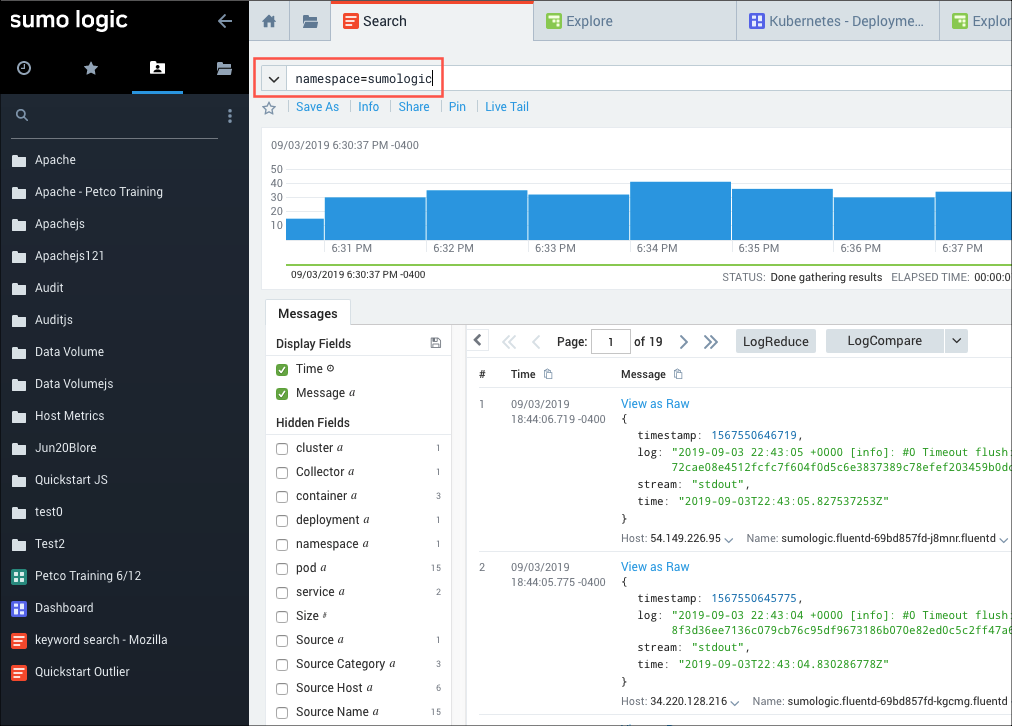 sumo logic
Search
Explore
Kubernetes - Deployme...
Explor
namespace=sumologic
Save As
Info
Share
Pin
Live Tail
Apache
Apache - Petco Training
Apachejs
Apachejs121
Audit
Auditjs
Data Volume
Data Volumejs
Host Metrics
Jun20Blore
Quickstart JS
test0
Test2
Petco Training 6/12
Dashboard
keyword search - Mozilla
Quickstart Outlier
09/03/2019 6:30:37 PM -0400
50
40
30
20
10
6:31 PM 6:32 PM 6:33 PM 6:34 PM 6:35 PM 6:36 PM 6:37 PM
09/03/2019 6:30:37 PM -0400
STATUS: Done gathering results ELAPSED TIME: 00:00:0
Messages
Display Fields
Time
Message a
Hidden Fields
cluster a 1
Collector a 1
container a 3
deployment a 1
namespace a 1
pod a 15
service a 2
Size #
Source a 1
Source Category a 3
Source Host a 6
Source Name a 15
Page: 1 of 19
LogReduce
LogCompare
# Time Message
1 09/03/2019 18:44:06.719 -0400
View as Raw
{
timestamp: 1567550646719,
log: "2019-09-03 22:43:05 +0000 [info]: #0 Timeout flush:
72cae08e4512fcfc7f604f0d5c6e3837389c78efef203459b0dc
stream: "stdout",
time: "2019-09-03T22:43:05.827537253Z"
}
Host: 54.149.226.95 Name: sumologic.fluentd-69bd857fd-j8mnr.fluentd
2 09/03/2019 18:44:05.775 -0400
View as Raw
{
timestamp: 1567550645775,
log: "2019-09-03 22:43:04 +0000 [info]: #0 Timeout flush:
8f3d36ee7136c079cb76c95df9673186b070e82ed0c5c2ff47a6
stream: "stdout",
time: "2019-09-03T22:43:04.830286778Z"
}
Host: 34.220.128.216 Name: sumologic.fluentd-69bd857fd-kgcmg.fluentd